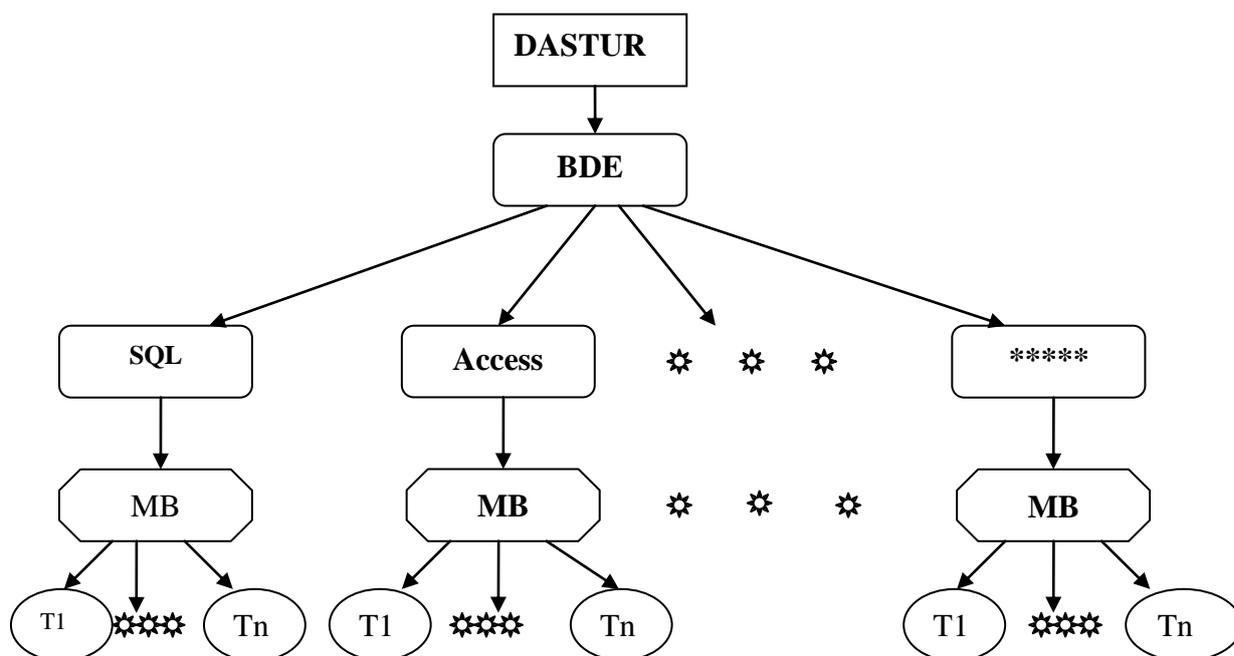 DASTUR
BDE
SQL Access *****
MB MB MB
T1 Tn T1 Tn T1 Tn